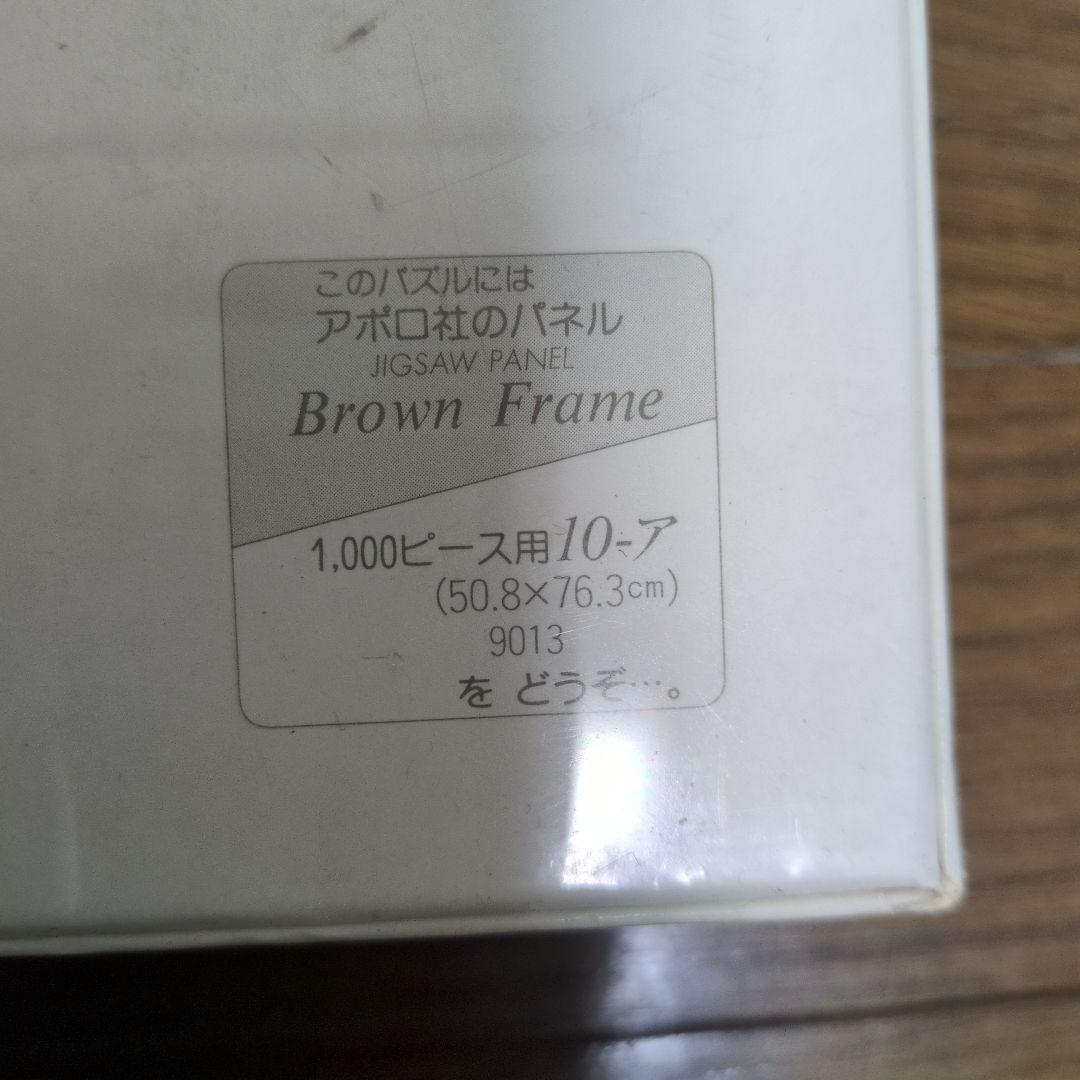 このパズルには
アポロ社のパネル
JIGSAW PANEL
Brown Frame
1,000ピース用10-ア
(50.8×76.3cm)
9013
を どうぞ…。